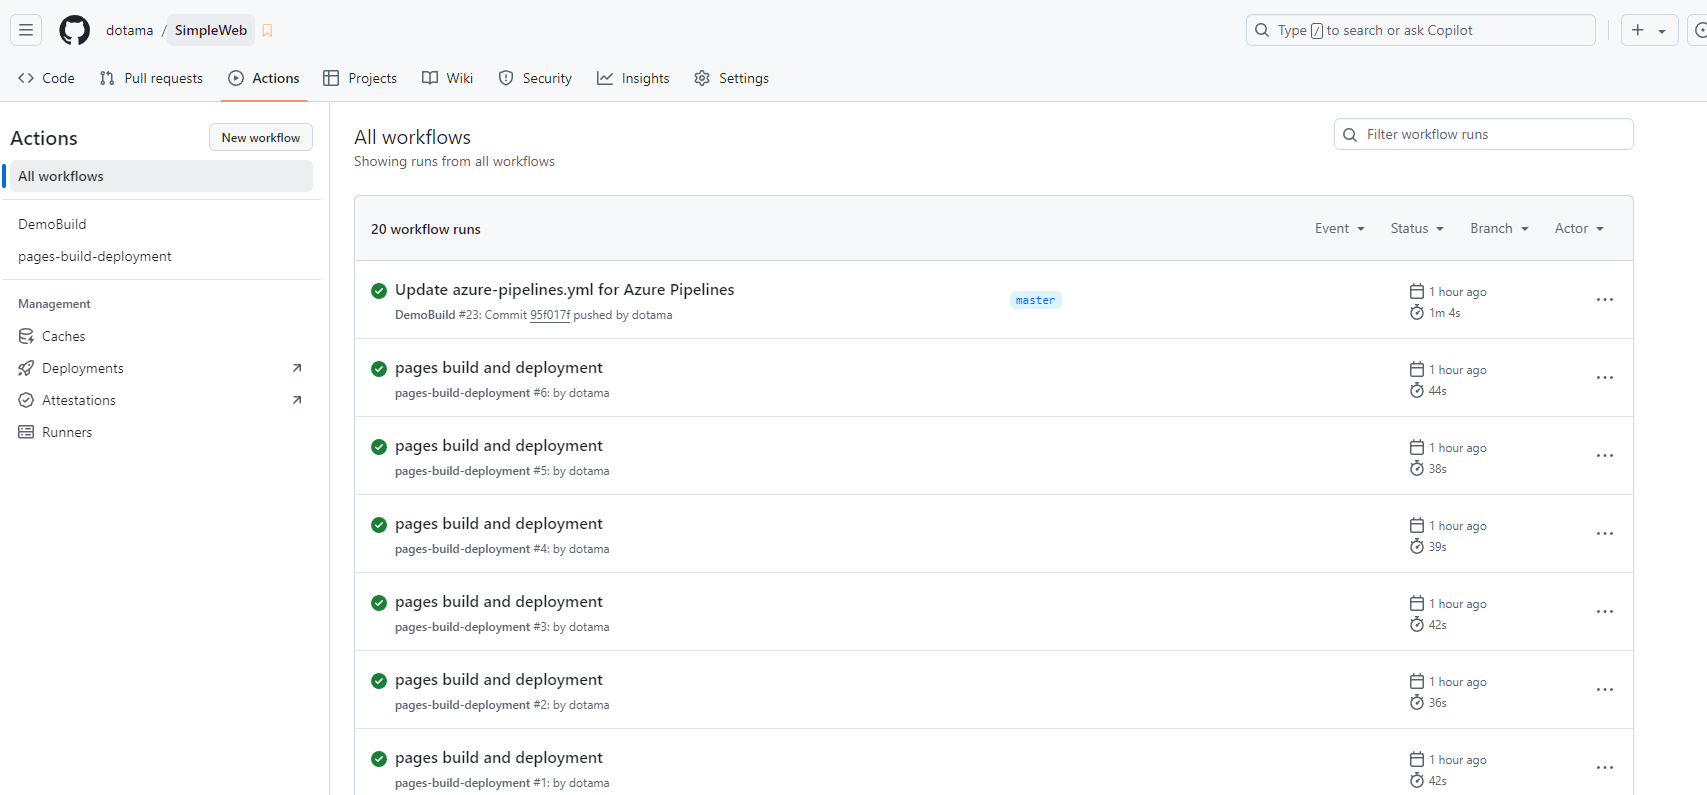 dotama / SimpleWeb
Type / to search or ask Copilot
Code Pull requests Actions Projects Wiki Security Insights Settings
Actions
New workflow
All workflows
DemoBuild
pages-build-deployment
Management
Caches
Deployments
Attestations
Runners
All workflows
Showing runs from all workflows
Filter workflow runs
20 workflow runs
Event Status Branch Actor
Update azure-pipelines.yml for Azure Pipelines
DemoBuild #23: Commit 95f017f pushed by dotama
master
1 hour ago
1m 4s
pages build and deployment
pages-build-deployment #6: by dotama
1 hour ago
44s
pages build and deployment
pages-build-deployment #5: by dotama
1 hour ago
38s
pages build and deployment
pages-build-deployment #4: by dotama
1 hour ago
39s
pages build and deployment
pages-build-deployment #3: by dotama
1 hour ago
42s
pages build and deployment
pages-build-deployment #2: by dotama
1 hour ago
36s
pages build and deployment
pages-build-deployment #1: by dotama
1 hour ago
42s